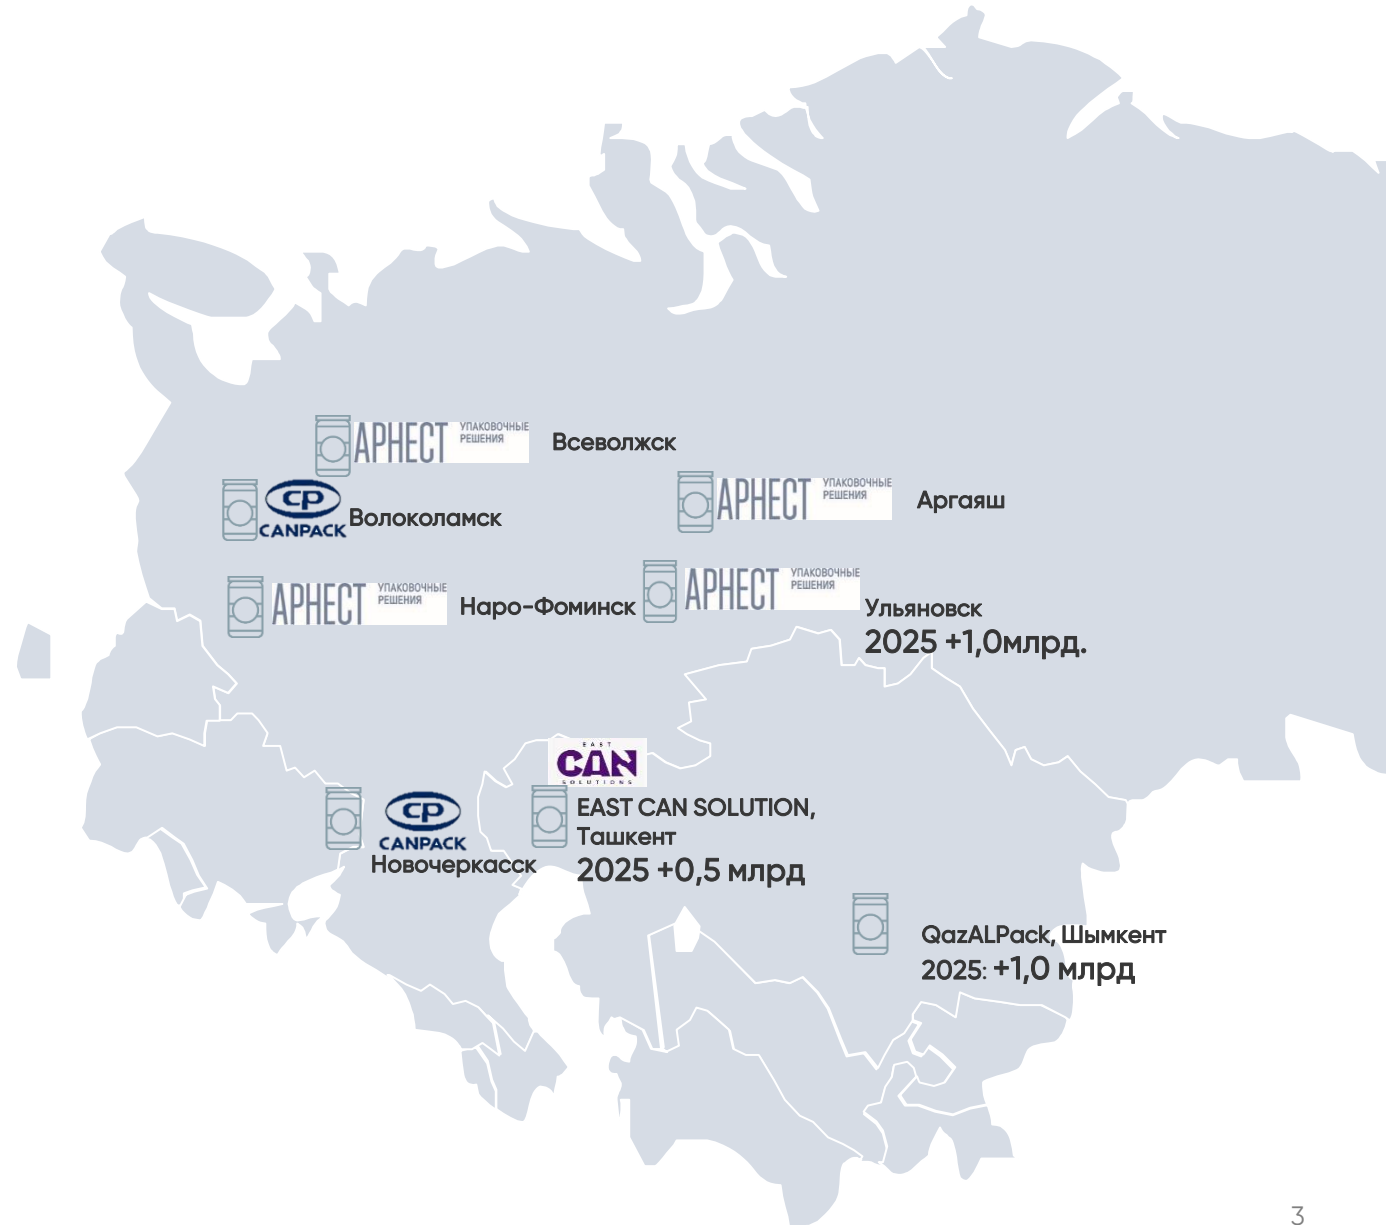 АРНЕСТ УПАКОВОЧНЫЕ
РЕШЕНИЯ
Всеволжск
CP
CANPACK
Волоколамск
АРНЕСТ УПАКОВОЧНЫЕ
РЕШЕНИЯ
Аргаяш
АРНЕСТ УПАКОВОЧНЫЕ
РЕШЕНИЯ
Наро-Фоминск
АРНЕСТ УПАКОВОЧНЫЕ
РЕШЕНИЯ
Ульяновск
2025 +1,0млрд.
EAST
CAN
SOLUTIONS
EAST CAN SOLUTION,
Ташкент
2025 +0,5 млрд
CP
CANPACK
Новочеркасск
QazALPack, Шымкент
2025: +1,0 млрд
3